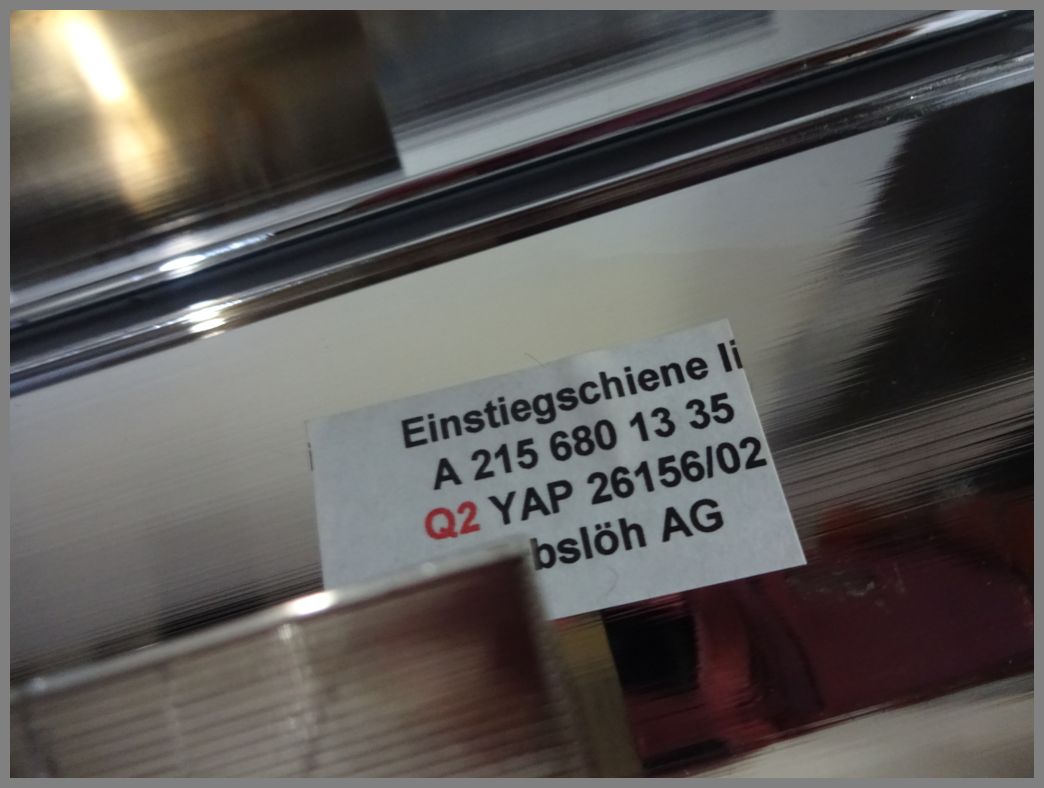 Einstiegschiene li
A 215 680 13 35
Q2 YAP 26156/02
bslöh AG